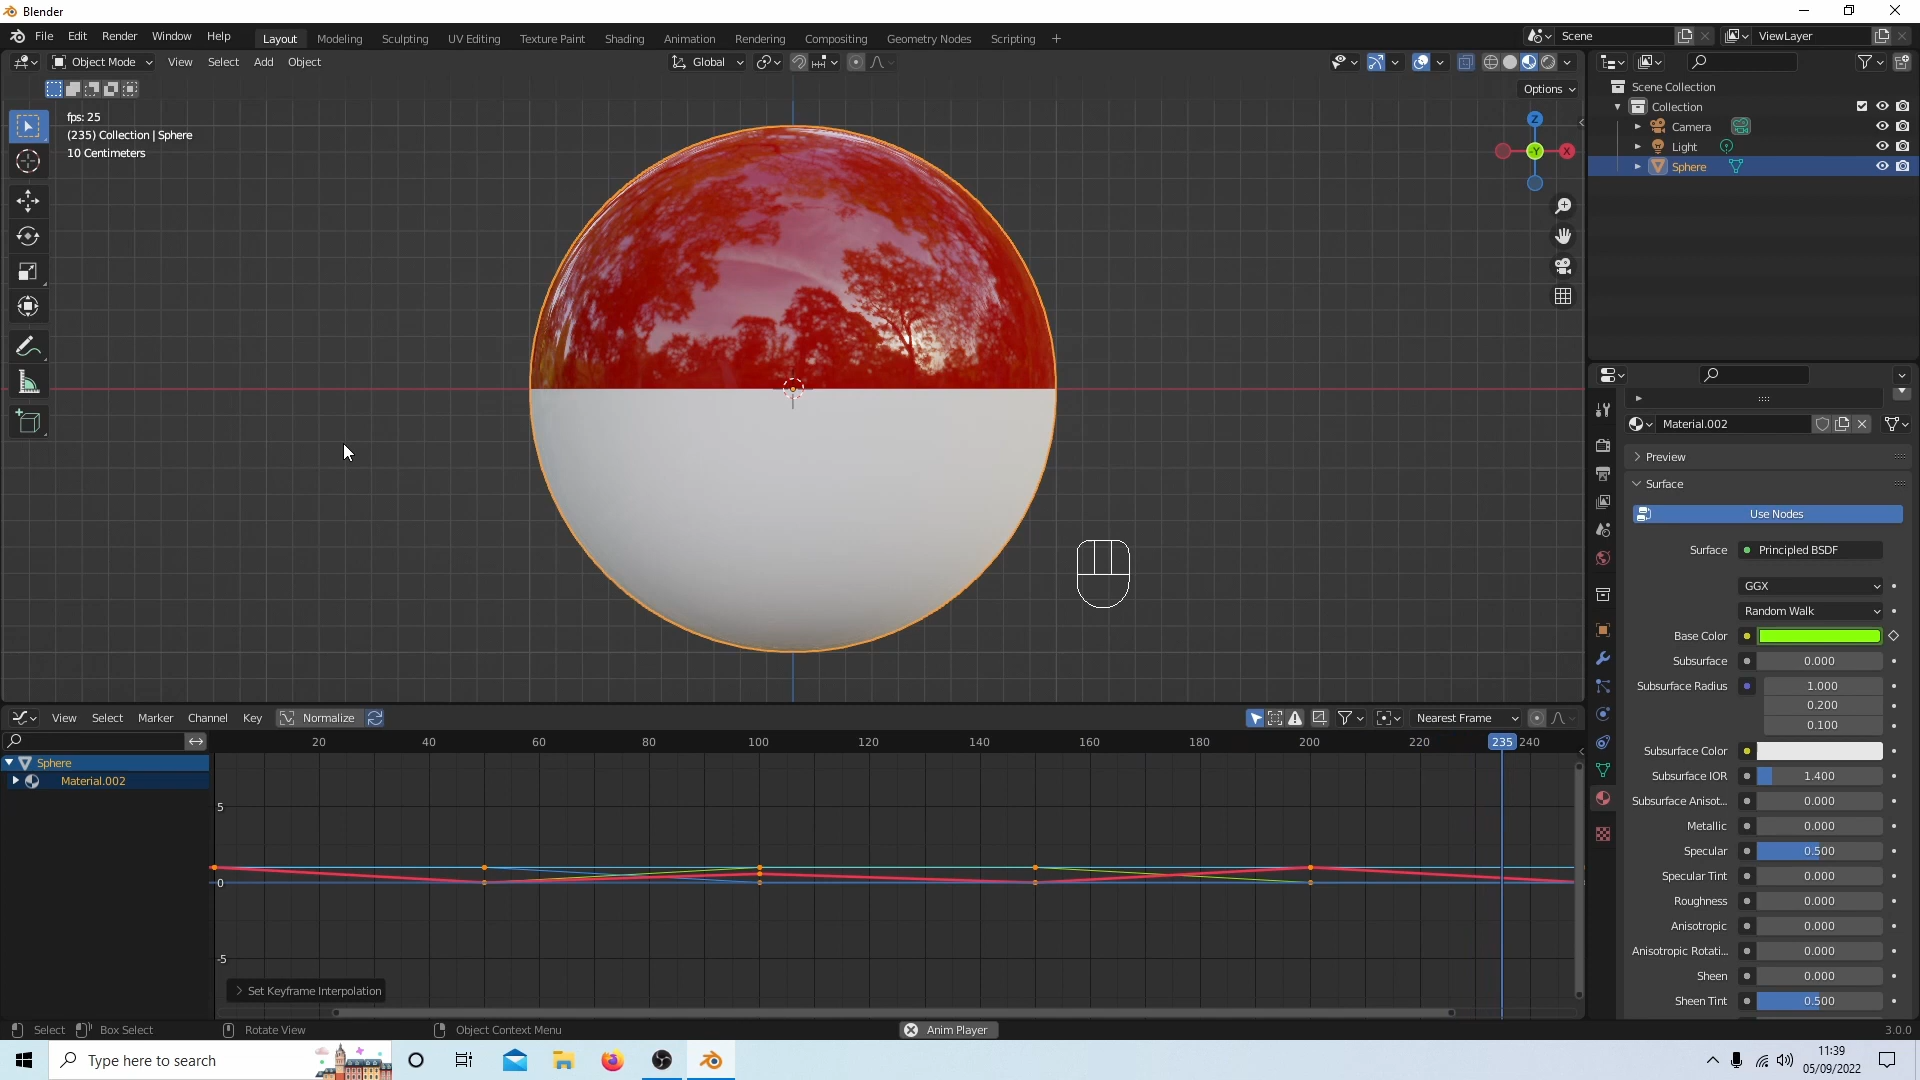 Blender
File Edit Render Window Help Layout Modeling Sculpting UV Editing Texture Paint Shading Animation Rendering Compositing Geometry Nodes Scripting + Scene ViewLayer
Object Mode View Select Add Object Global
Options
fps: 25
(235) Collection | Sphere
10 Centimeters
Z
-Y X
Scene Collection
Collection
Camera
Light
Sphere
Material.002
Preview
Surface
Use Nodes
Surface Principled BSDF
GGX
Random Walk
Base Color
Subsurface 0.000
Subsurface Radius 1.000
0.200
0.100
Subsurface Color
Subsurface IOR 1.400
Subsurface Anisot... 0.000
Metallic 0.000
Specular 0.500
Specular Tint 0.000
Roughness 0.000
Anisotropic 0.000
Anisotropic Rotati... 0.000
Sheen 0.000
Sheen Tint 0.500
View Select Marker Channel Key Normalize Nearest Frame
20 40 60 80 100 120 140 160 180 200 220 235 240
Sphere
Material.002
5
0
-5
Set Keyframe Interpolation
Select Box Select Rotate View Object Context Menu Anim Player 3.0.0
Type here to search
11:39
05/09/2022